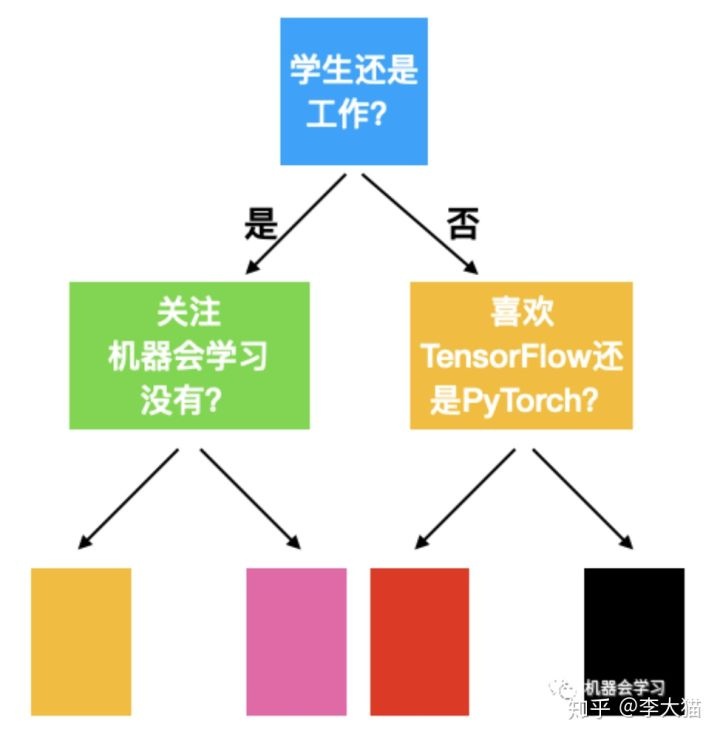 学生还是
工作？
是
否
关注
机器会学习
没有？
喜欢
TensorFlow还
是PyTorch？
机器会学习
知乎 @李大猫